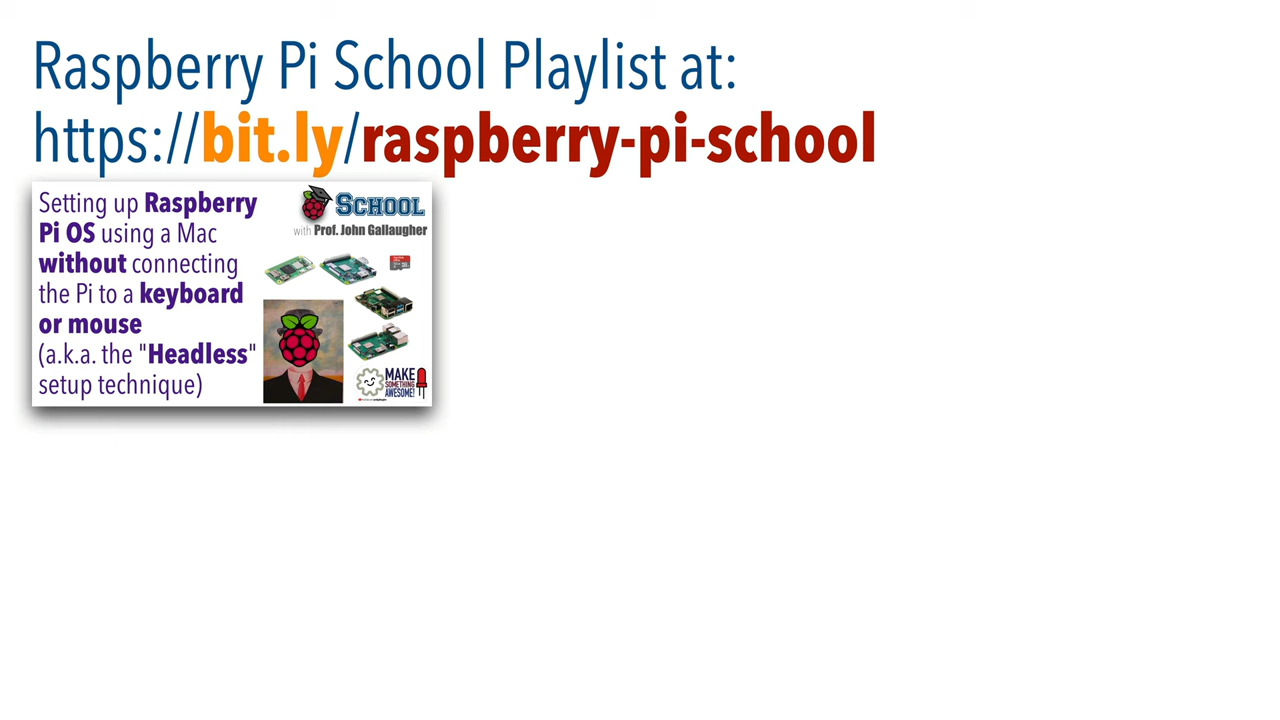 Raspberry Pi School Playlist at:
https://bit.ly/raspberry-pi-school
Setting up Raspberry
Pi OS using a Mac
without connecting
the Pi to a keyboard
or mouse
(a.k.a. the "Headless"
setup technique)
SCHOOL
with Prof. John Gallaugher
MAKE
SOMETHING
AWESOME!